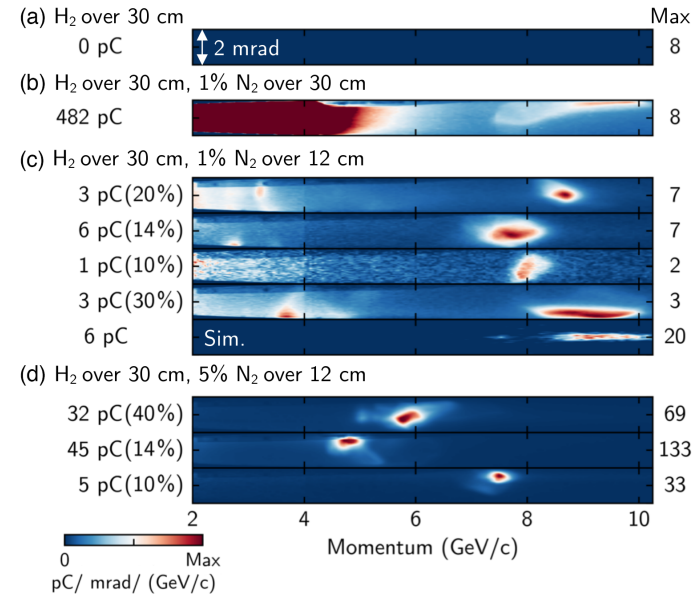 (a) H₂ over 30 cm Max
0 pC 2 mrad 8
(b) H₂ over 30 cm, 1% N₂ over 30 cm
482 pC 8
(c) H₂ over 30 cm, 1% N₂ over 12 cm
3 pC(20%) 7
6 pC(14%) 7
1 pC(10%) 2
3 pC(30%) 3
6 pC Sim. 20
(d) H₂ over 30 cm, 5% N₂ over 12 cm
32 pC(40%) 69
45 pC(14%) 133
5 pC(10%) 33
2 4 6 8 10
Momentum (GeV/c)
0 Max
pC/ mrad/ (GeV/c)